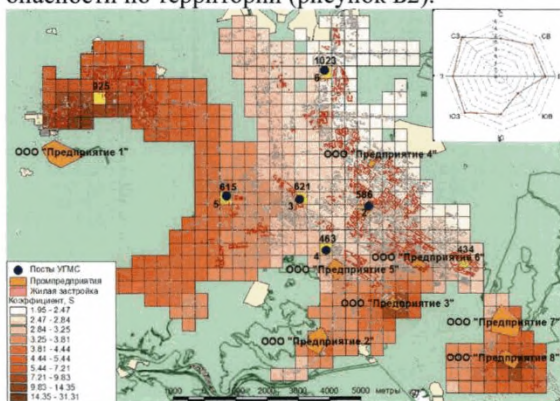 опасности по территории (рисунок В2).
СЗ
СВ
ЮЗ
925
1023
6
ООО "Предприятие 1"
ООО "Предприятие 4"
615
5
621
3
586
463
4
434
ООО "Предприятие 6"
ООО "Предприятие 5"
ООО "Предприятие 3"
ООО "Предприятие 2"
ООО "Предприятие 7"
ООО "Предприятие 8"
Посты УГМС
Промпредприятия
Жилая застройка
Коэффициент, S
1.95 - 2.47
2.47 - 2.84
2.84 - 3.25
3.25 - 3.81
3.81 - 4.44
4.44 - 5.44
5.44 - 7.21
7.21 - 9.83
9.83 - 14.35
14.35 - 31.31
1000 0 1000 2000 3000 4000 5000 метры